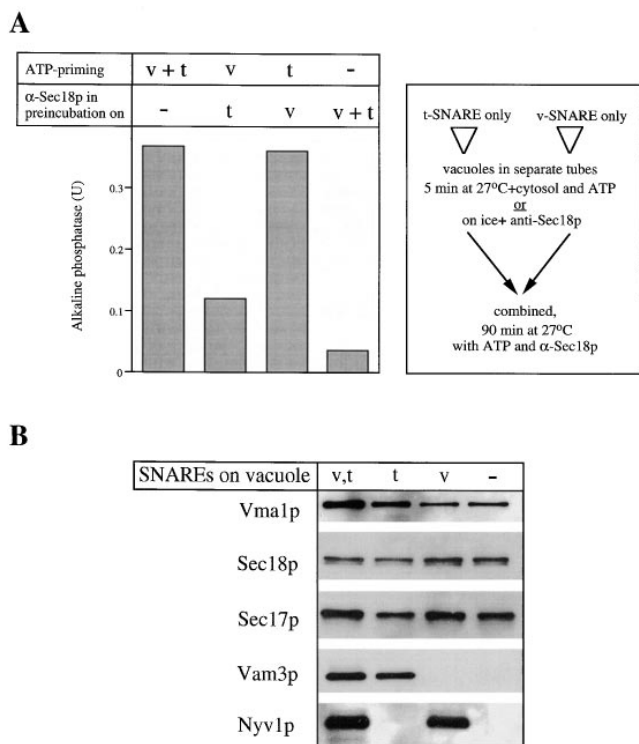 A
ATP-priming v + t v t -
α-Sec18p in
preincubation on - t v v + t
Alkaline phosphatase (U)
0.3
0.2
0.1
0
t-SNARE only v-SNARE only
vacuoles in separate tubes
5 min at 27ºC+cytosol and ATP
or
on ice+ anti-Sec18p
combined,
90 min at 27ºC
with ATP and α-Sec18p
B
SNAREs on vacuole v,t t v -
Vma1p
Sec18p
Sec17p
Vam3p
Nyv1p